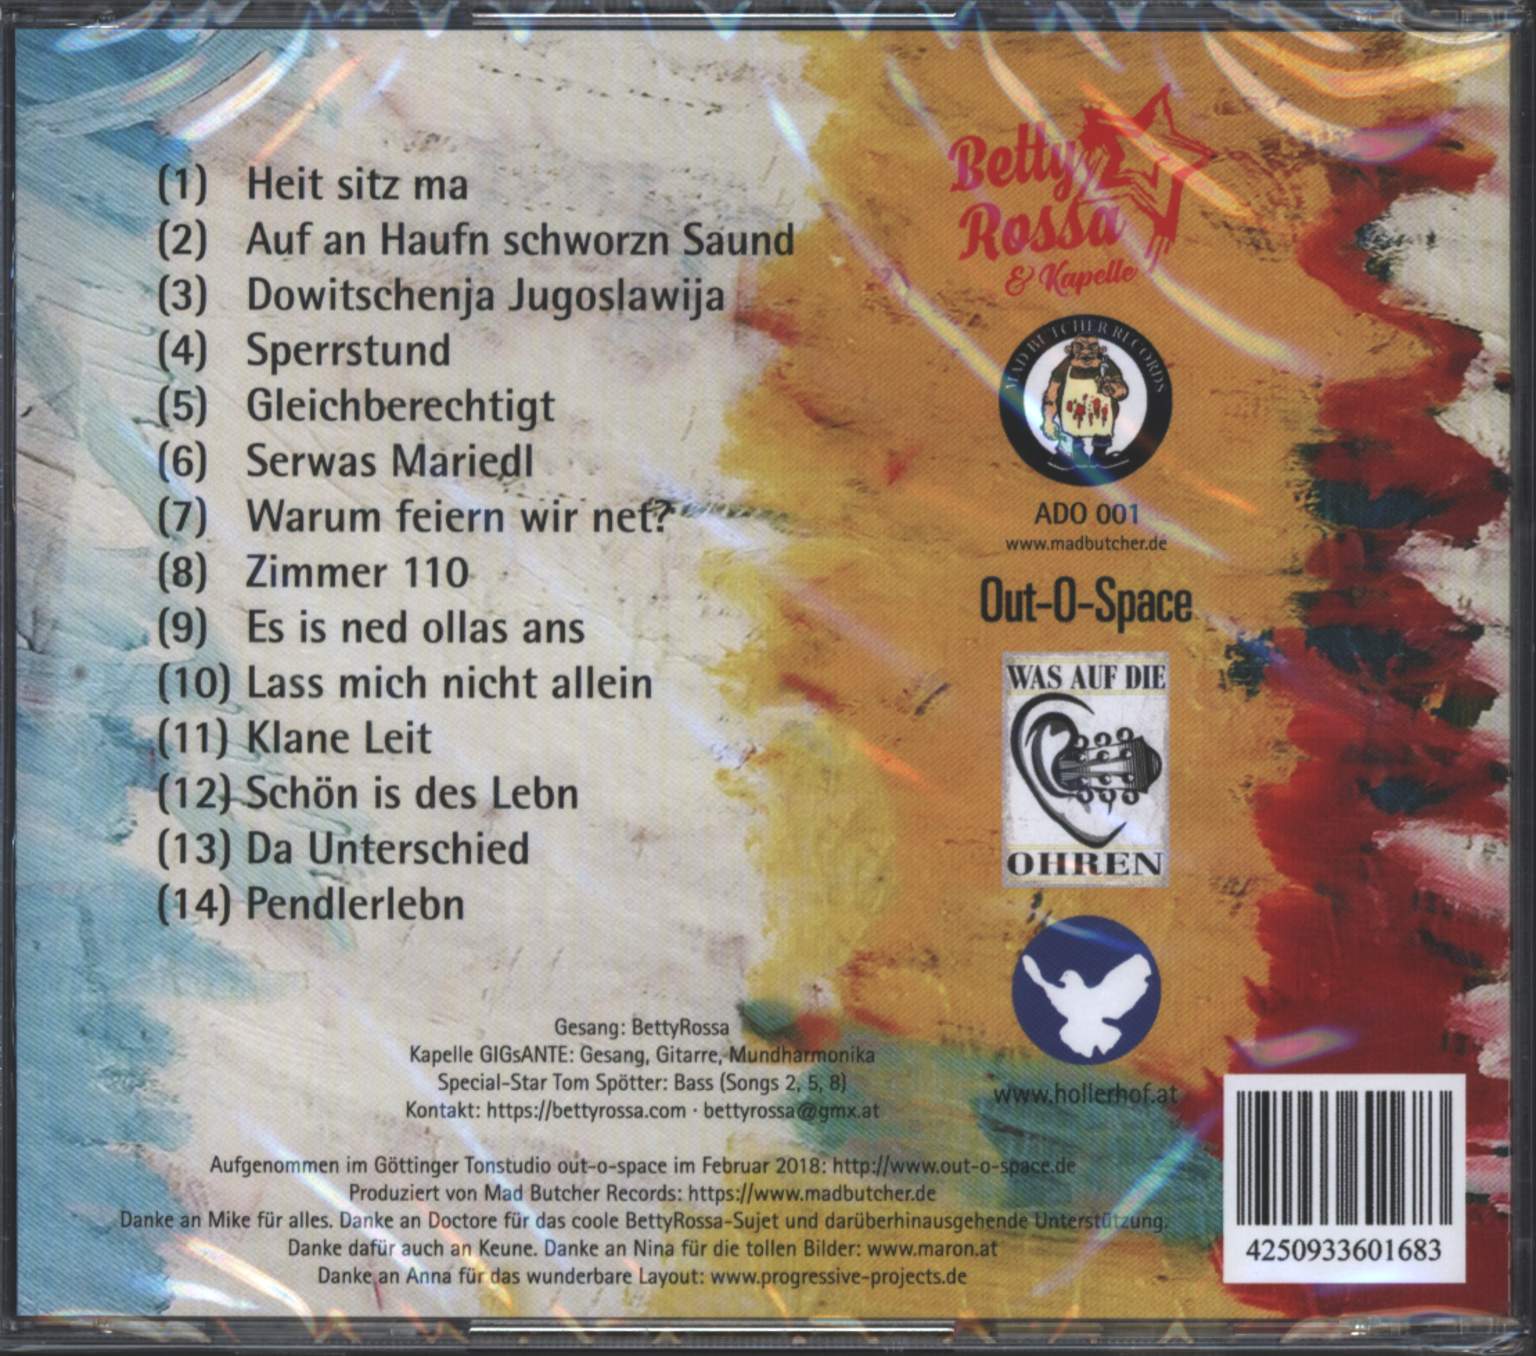 (1) Heit sitz ma
(2) Auf an Haufn schworzn Saund
(3) Dowitschenja Jugoslawija
(4) Sperrstund
(5) Gleichberechtigt
(6) Serwas Mariedl
(7) Warum feiern wir net?
(8) Zimmer 110
(9) Es is ned ollas ans
(10) Lass mich nicht allein
(11) Klane Leit
(12) Schön is des Lebn
(13) Da Unterschied
(14) Pendlerlebn
Betty
Rossa
& Kapelle
MAD BUTCHER RECORDS
ADO 001
www.madbutcher.de
Out-O-Space
WAS AUF DIE
OHREN
www.hollerhof.at
Gesang: BettyRossa
Kapelle GIGsANTE: Gesang, Gitarre, Mundharmonika
Special-Star Tom Spötter: Bass (Songs 2, 5, 8)
Kontakt: https://bettyrossa.com · bettyrossa@gmx.at
Aufgenommen im Göttinger Tonstudio out-o-space im Februar 2018: http://www.out-o-space.de
Produziert von Mad Butcher Records: https://www.madbutcher.de
Danke an Mike für alles. Danke an Doctore für das coole BettyRossa-Sujet und darüberhinausgehende Unterstützung.
Danke dafür auch an Keune. Danke an Nina für die tollen Bilder: www.maron.at
Danke an Anna für das wunderbare Layout: www.progressive-projects.de
4250933601683